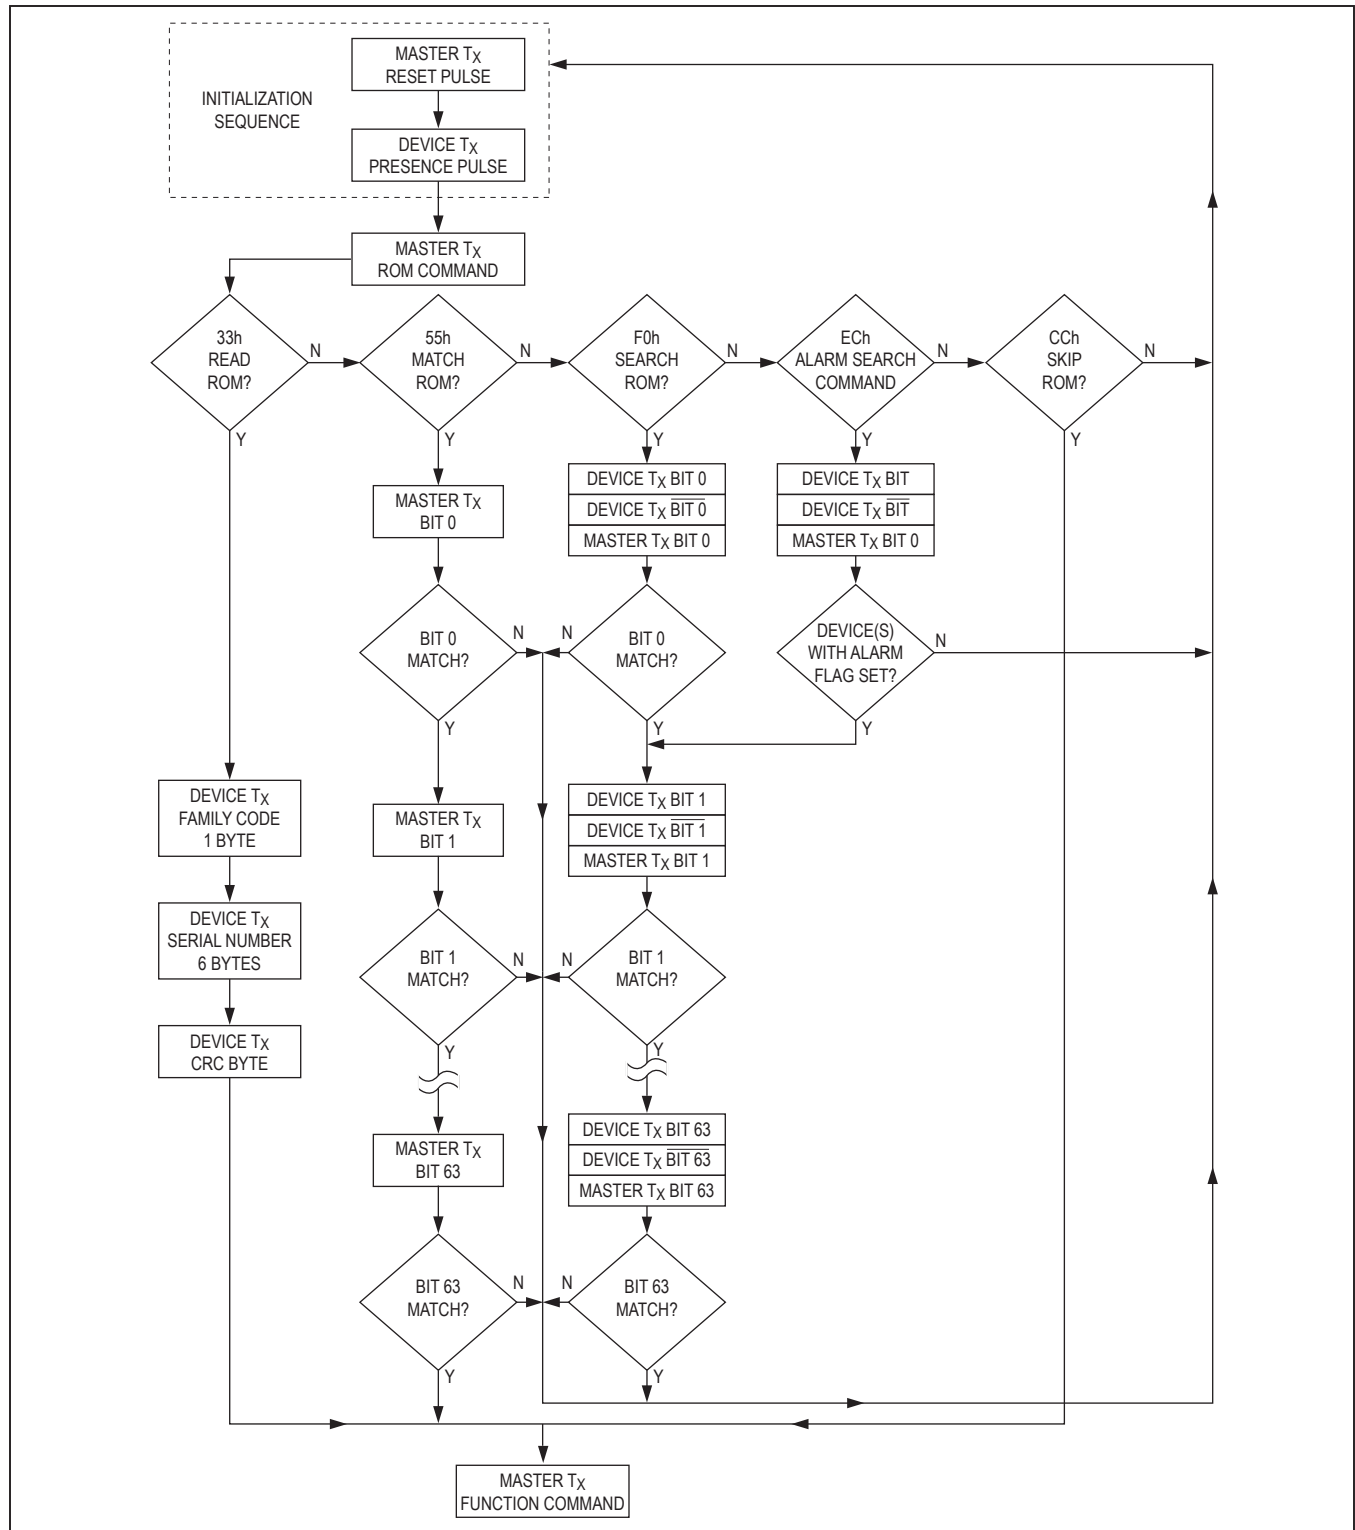 INITIALIZATION
SEQUENCE
MASTER TX
RESET PULSE
DEVICE TX
PRESENCE PULSE
MASTER TX
ROM COMMAND
33h
READ
ROM?
N
Y
55h
MATCH
ROM?
N
Y
F0h
SEARCH
ROM?
N
Y
ECh
ALARM SEARCH
COMMAND
N
Y
CCh
SKIP
ROM?
N
Y
MASTER TX
BIT 0
DEVICE TX BIT 0
DEVICE TX B̅I̅T̅ ̅0̅
MASTER TX BIT 0
DEVICE TX BIT
DEVICE TX B̅I̅T̅
MASTER TX BIT 0
BIT 0
MATCH?
N
Y
N
BIT 0
MATCH?
Y
DEVICE(S)
WITH ALARM
FLAG SET?
N
Y
DEVICE TX
FAMILY CODE
1 BYTE
MASTER TX
BIT 1
DEVICE TX BIT 1
DEVICE TX B̅I̅T̅ ̅1̅
MASTER TX BIT 1
DEVICE TX
SERIAL NUMBER
6 BYTES
BIT 1
MATCH?
N
Y
N
BIT 1
MATCH?
Y
DEVICE TX
CRC BYTE
MASTER TX
BIT 63
DEVICE TX BIT 63
DEVICE TX B̅I̅T̅ ̅6̅3̅
MASTER TX BIT 63
BIT 63
MATCH?
N
Y
N
BIT 63
MATCH?
Y
MASTER TX
FUNCTION COMMAND